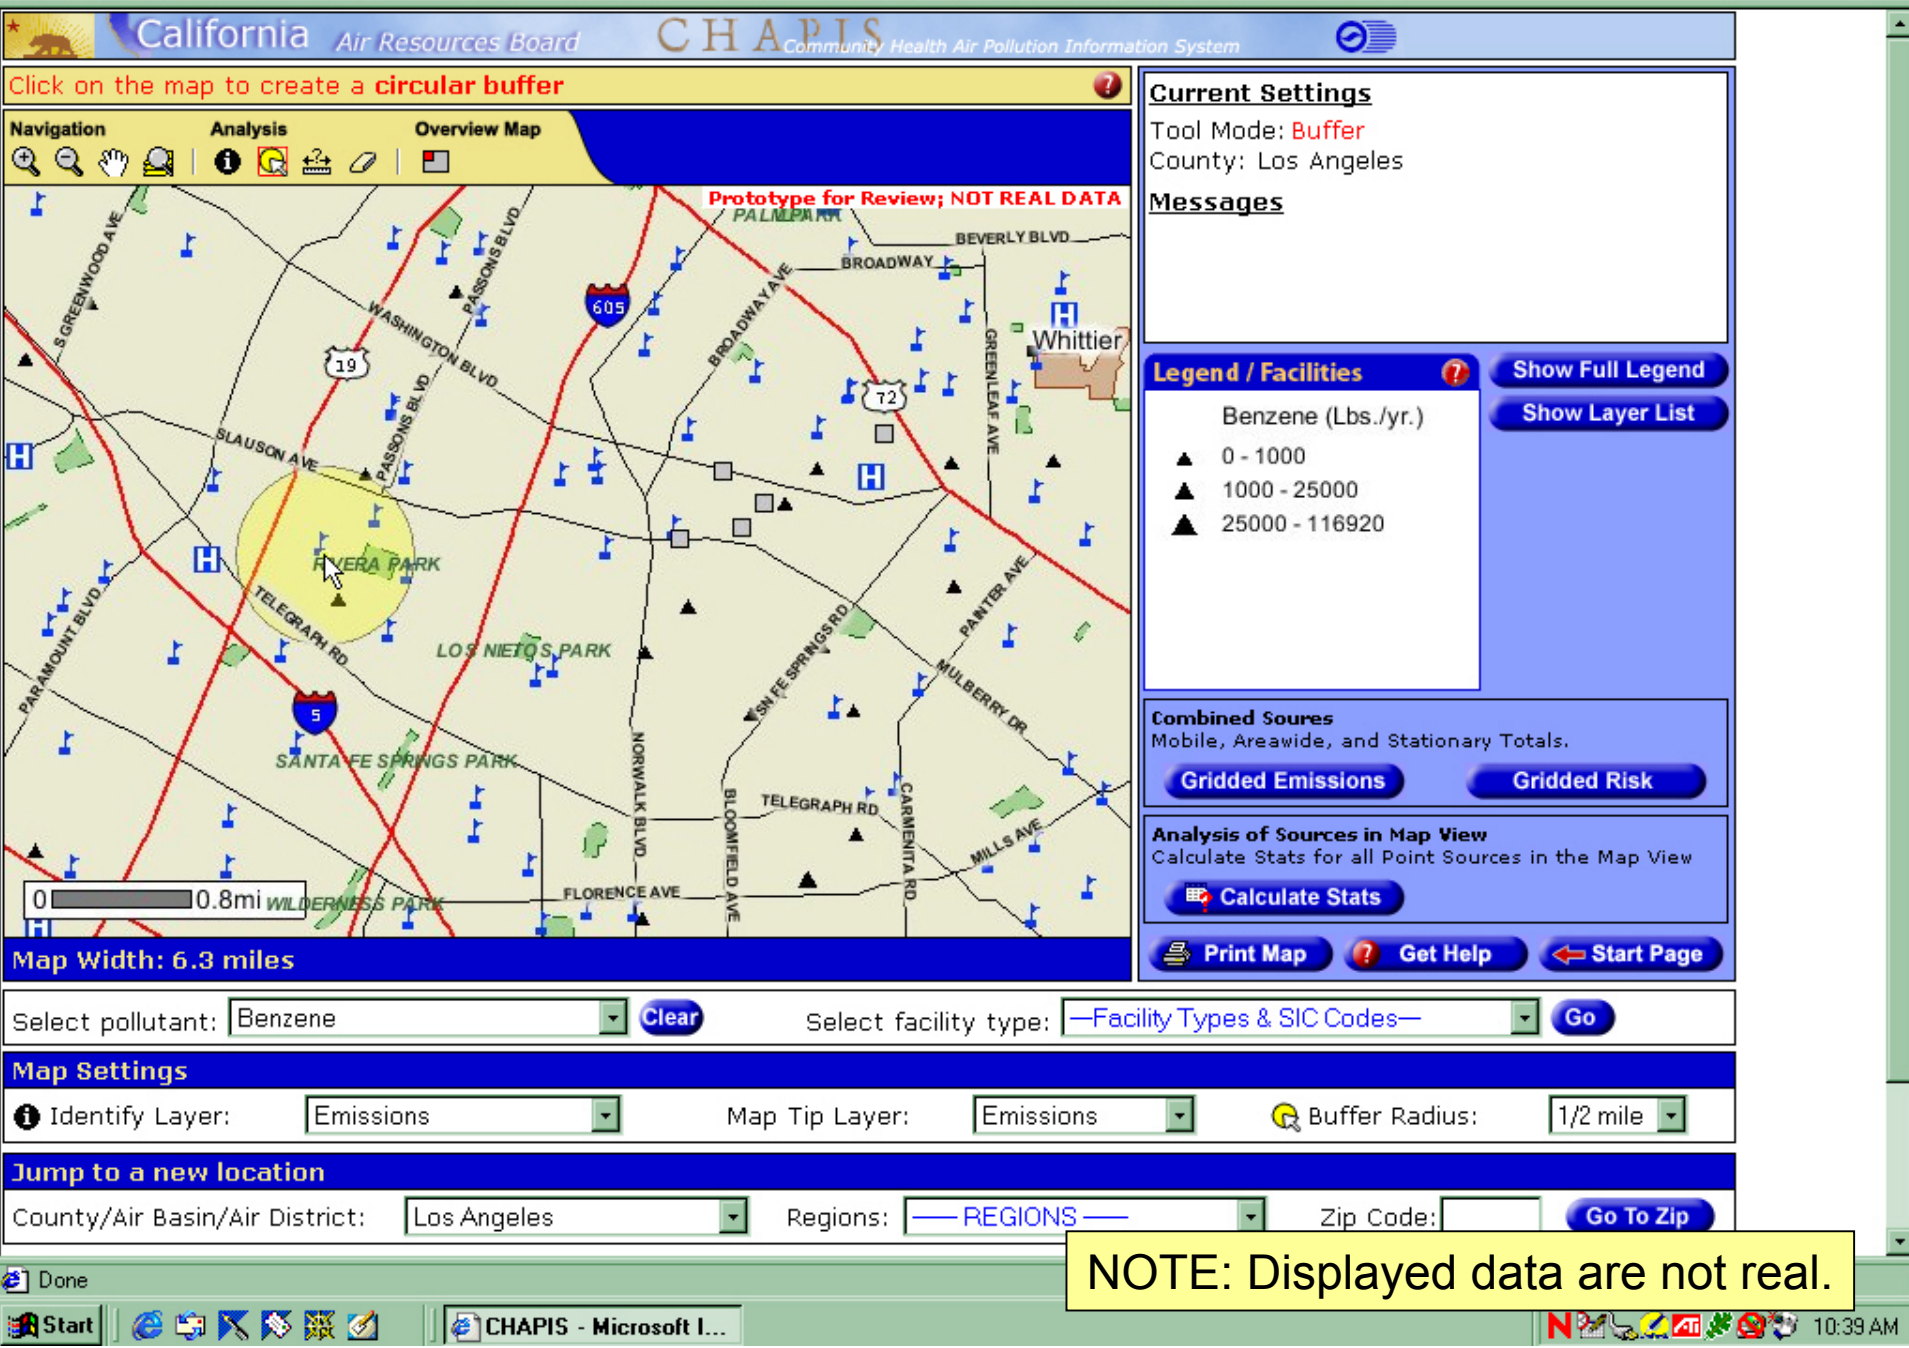 California Air Resources Board CHAPIS Community Health Air Pollution Information System
Click on the map to create a circular buffer
Navigation Analysis Overview Map
Prototype for Review; NOT REAL DATA
PALM PARK
BEVERLY BLVD
BROADWAY
S GREENWOOD AVE
PASSONS BLVD
WASHINGTON BLVD
605
BROADWAY AVE
GREENLEAF AVE
H
Whittier
19
72
PASSONS BLVD
SLAUSON AVE
H
H
H
RIVERA PARK
TELEGRAPH RD
PARAMOUNT BLVD
LOS NIETOS PARK
SN FE SPRINGS RD
PAINTER AVE
MULBERRY DR
5
SANTA FE SPRINGS PARK
NORWALK BLVD
BLOOMFIELD AVE
TELEGRAPH RD
CARMENITA RD
MILLS AVE
FLORENCE AVE
0 0.8mi
WILDERNESS PARK
H
Map Width: 6.3 miles
Current Settings
Tool Mode: Buffer
County: Los Angeles
Messages
Legend / Facilities
Show Full Legend
Show Layer List
Benzene (Lbs./yr.)
0 - 1000
1000 - 25000
25000 - 116920
Combined Soures
Mobile, Areawide, and Stationary Totals.
Gridded Emissions Gridded Risk
Analysis of Sources in Map View
Calculate Stats for all Point Sources in the Map View
Calculate Stats
Print Map Get Help Start Page
Select pollutant: Benzene Clear Select facility type: —Facility Types & SIC Codes— Go
Map Settings
Identify Layer: Emissions Map Tip Layer: Emissions Buffer Radius: 1/2 mile
Jump to a new location
County/Air Basin/Air District: Los Angeles Regions: —— REGIONS —— Zip Code: Go To Zip
NOTE: Displayed data are not real.
Done
Start CHAPIS - Microsoft I... N ATI 10:39 AM